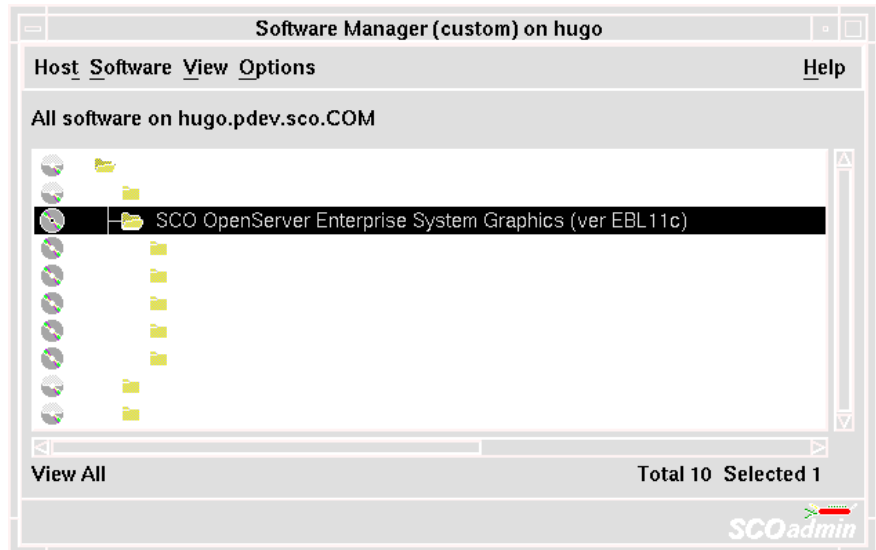 Software Manager (custom) on hugo
Host Software View Options Help
All software on hugo.pdev.sco.COM
SCO OpenServer Enterprise System Graphics (ver EBL11c)
View All Total 10 Selected 1
SCOadmin